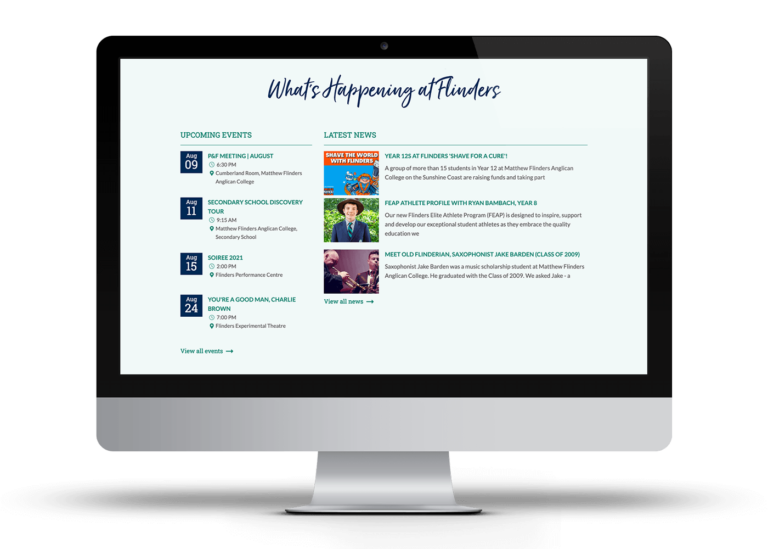 What's Happening at Flinders
UPCOMING EVENTS
Aug
09
P&F MEETING | AUGUST
6:30 PM
Cumberland Room, Matthew Flinders
Anglican College
Aug
11
SECONDARY SCHOOL DISCOVERY
TOUR
9:15 AM
Matthew Flinders Anglican College,
Secondary School
Aug
15
SOIREE 2021
2:00 PM
Flinders Performance Centre
Aug
24
YOU'RE A GOOD MAN, CHARLIE
BROWN
7:00 PM
Flinders Experimental Theatre
View all events →
LATEST NEWS
SHAVE THE WORLD
WITH FLINDERS
YEAR 12S AT FLINDERS 'SHAVE FOR A CURE'!
A group of more than 15 students in Year 12 at Matthew Flinders Anglican
College on the Sunshine Coast are raising funds and taking part
FEAP ATHLETE PROFILE WITH RYAN BAMBACH, YEAR 8
Our new Flinders Elite Athlete Program (FEAP) is designed to inspire, support
and develop our exceptional student athletes as they embrace the quality
education we
MEET OLD FLINDERIAN, SAXOPHONIST JAKE BARDEN (CLASS OF 2009)
Saxophonist Jake Barden was a music scholarship student at Matthew Flinders
Anglican College. He graduated with the Class of 2009. We asked Jake - a
View all news →